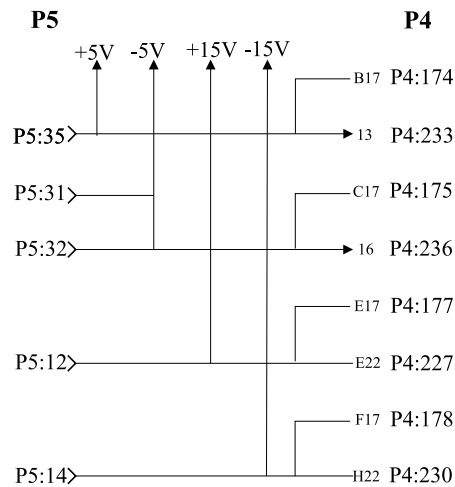 P5 P4
+5V -5V +15V -15V
B17 P4:174
P5:35 13 P4:233
P5:31 C17 P4:175
P5:32 16 P4:236
E17 P4:177
P5:12 E22 P4:227
F17 P4:178
P5:14 H22 P4:230